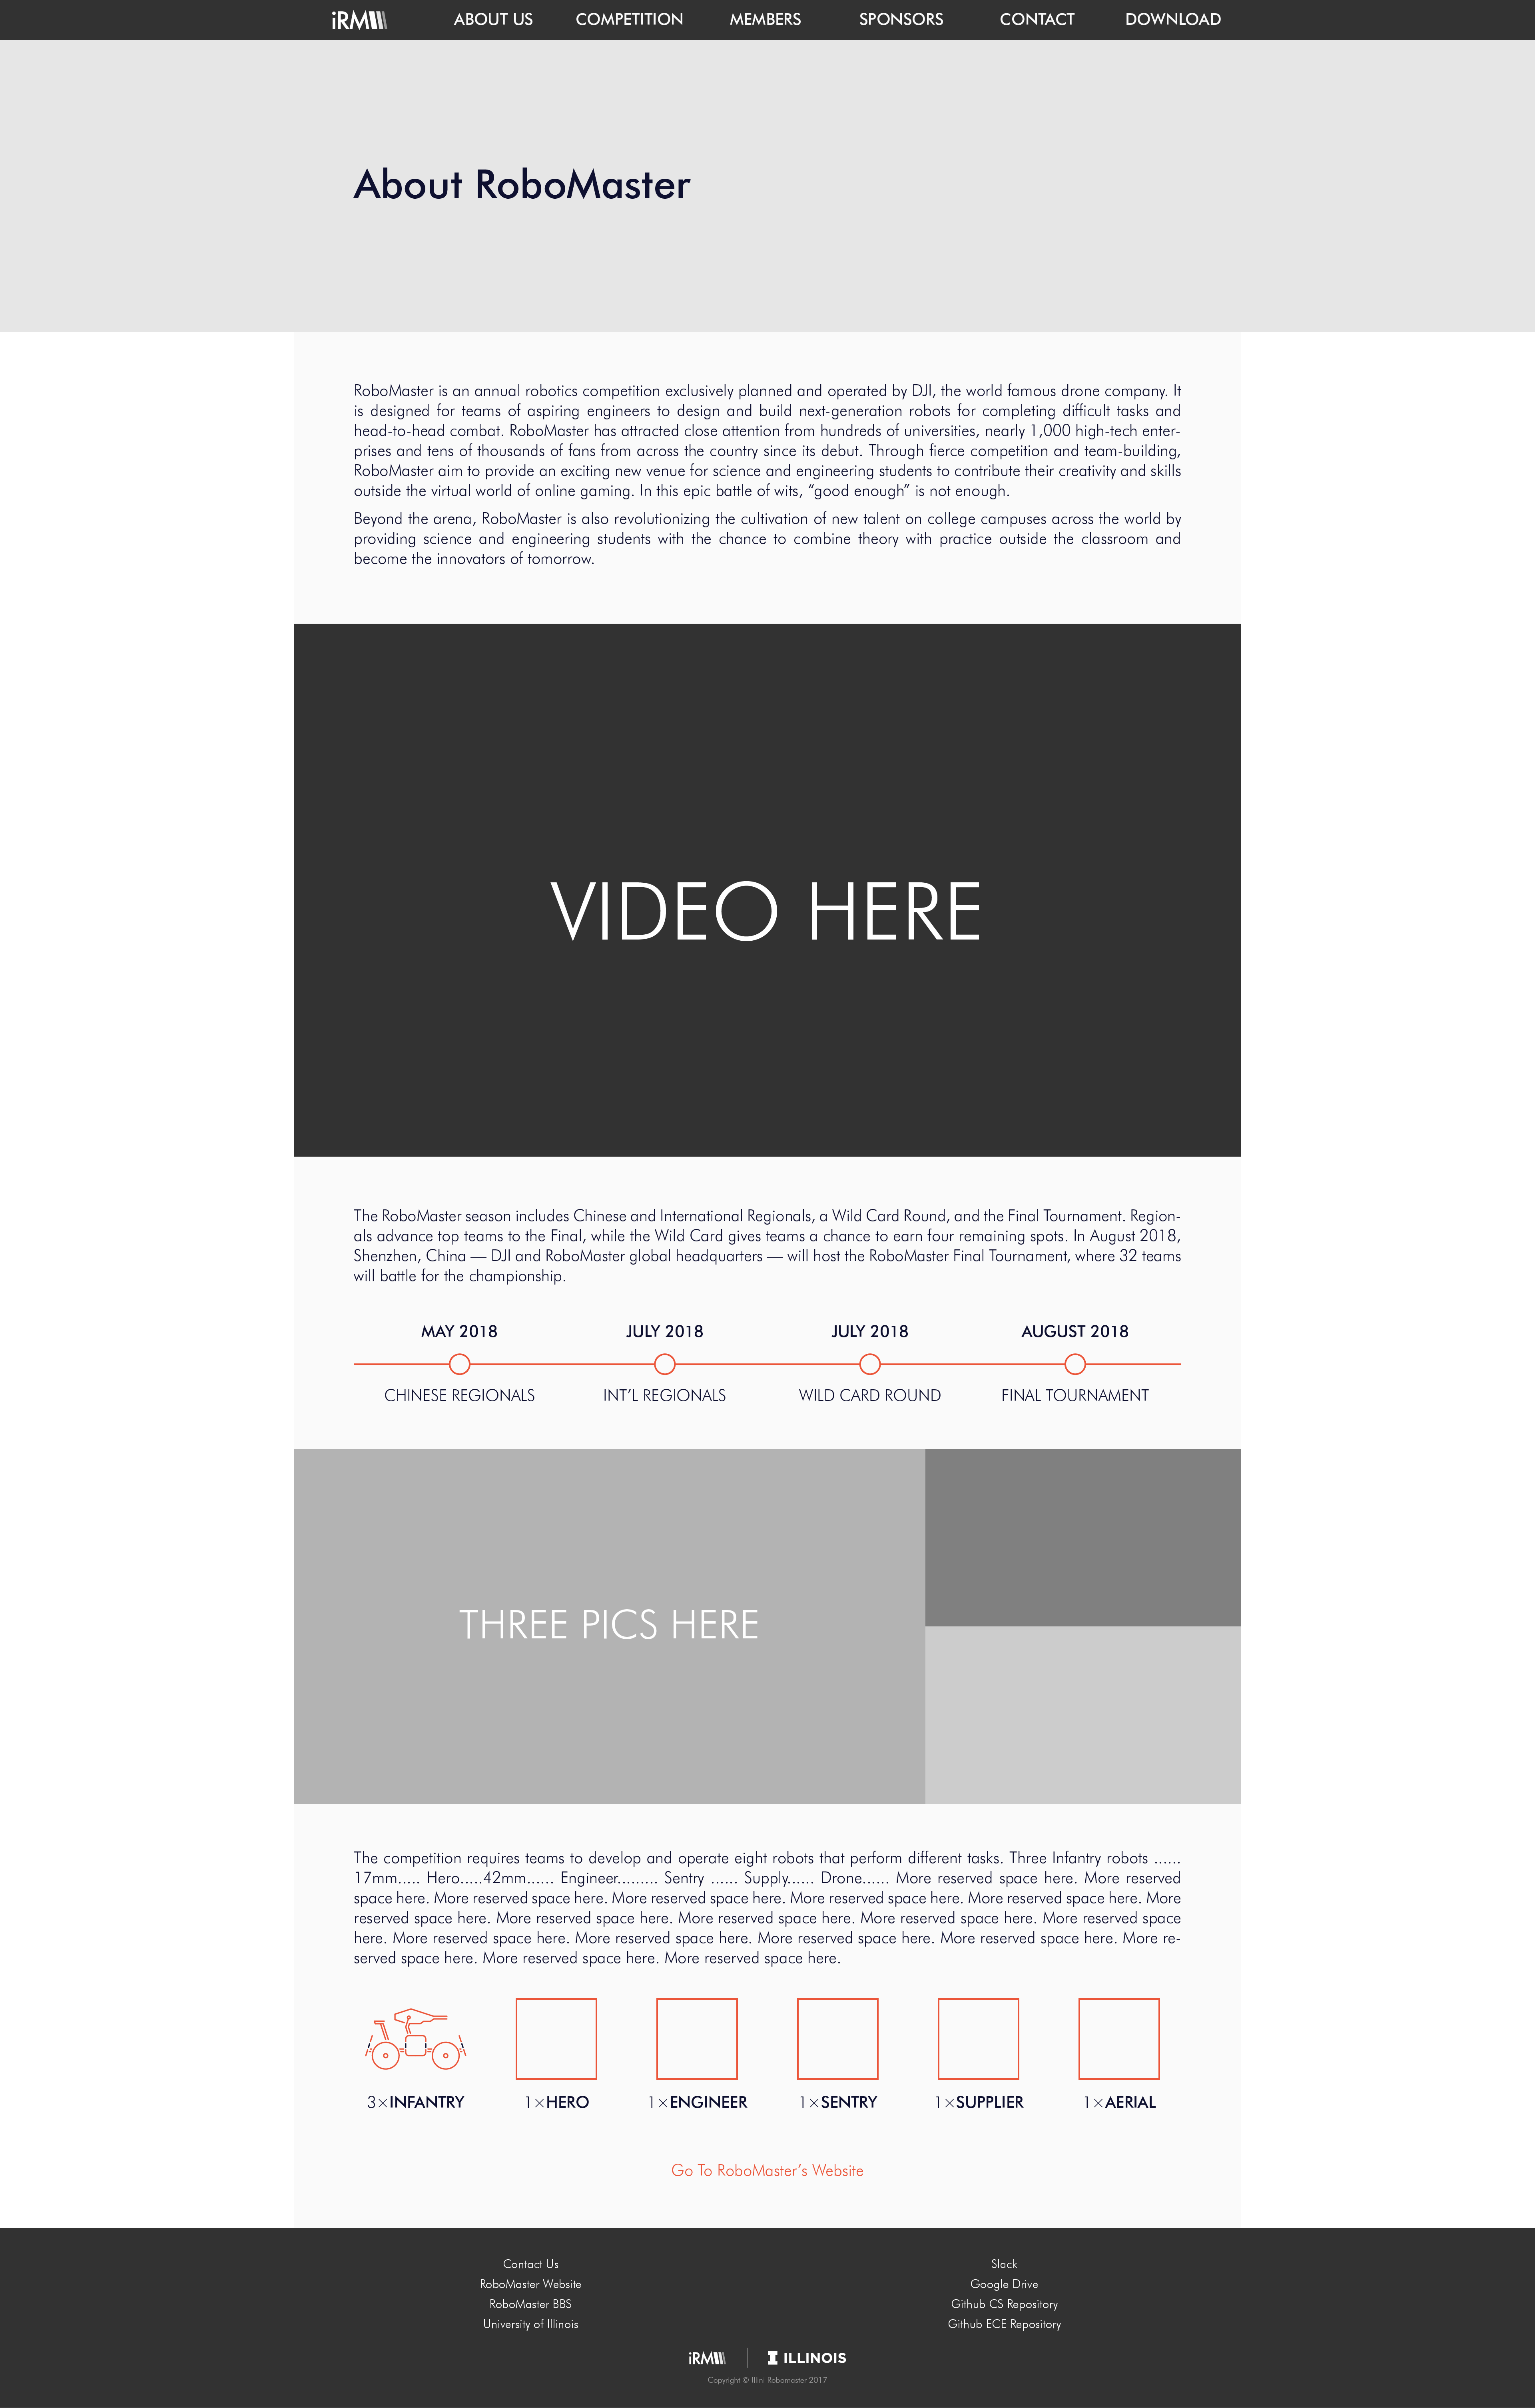 iRM ABOUT US COMPETITION MEMBERS SPONSORS CONTACT DOWNLOAD
About RoboMaster
RoboMaster is an annual robotics competition exclusively planned and operated by DJI, the world famous drone company. It
is designed for teams of aspiring engineers to design and build next-generation robots for completing difficult tasks and
head-to-head combat. RoboMaster has attracted close attention from hundreds of universities, nearly 1,000 high-tech enter-
prises and tens of thousands of fans from across the country since its debut. Through fierce competition and team-building,
RoboMaster aim to provide an exciting new venue for science and engineering students to contribute their creativity and skills
outside the virtual world of online gaming. In this epic battle of wits, “good enough” is not enough.
Beyond the arena, RoboMaster is also revolutionizing the cultivation of new talent on college campuses across the world by
providing science and engineering students with the chance to combine theory with practice outside the classroom and
become the innovators of tomorrow.
VIDEO HERE
The RoboMaster season includes Chinese and International Regionals, a Wild Card Round, and the Final Tournament. Region-
als advance top teams to the Final, while the Wild Card gives teams a chance to earn four remaining spots. In August 2018,
Shenzhen, China — DJI and RoboMaster global headquarters — will host the RoboMaster Final Tournament, where 32 teams
will battle for the championship.
MAY 2018 JULY 2018 JULY 2018 AUGUST 2018
CHINESE REGIONALS INT’L REGIONALS WILD CARD ROUND FINAL TOURNAMENT
THREE PICS HERE
The competition requires teams to develop and operate eight robots that perform different tasks. Three Infantry robots ......
17mm..... Hero.....42mm...... Engineer......... Sentry ...... Supply...... Drone...... More reserved space here. More reserved
space here. More reserved space here. More reserved space here. More reserved space here. More reserved space here. More
reserved space here. More reserved space here. More reserved space here. More reserved space here. More reserved space
here. More reserved space here. More reserved space here. More reserved space here. More reserved space here. More re-
served space here. More reserved space here. More reserved space here.
3×INFANTRY 1×HERO 1×ENGINEER 1×SENTRY 1×SUPPLIER 1×AERIAL
Go To RoboMaster’s Website
Contact Us
RoboMaster Website
RoboMaster BBS
University of Illinois
Slack
Google Drive
Github CS Repository
Github ECE Repository
iRM I ILLINOIS
Copyright © Illini Robomaster 2017